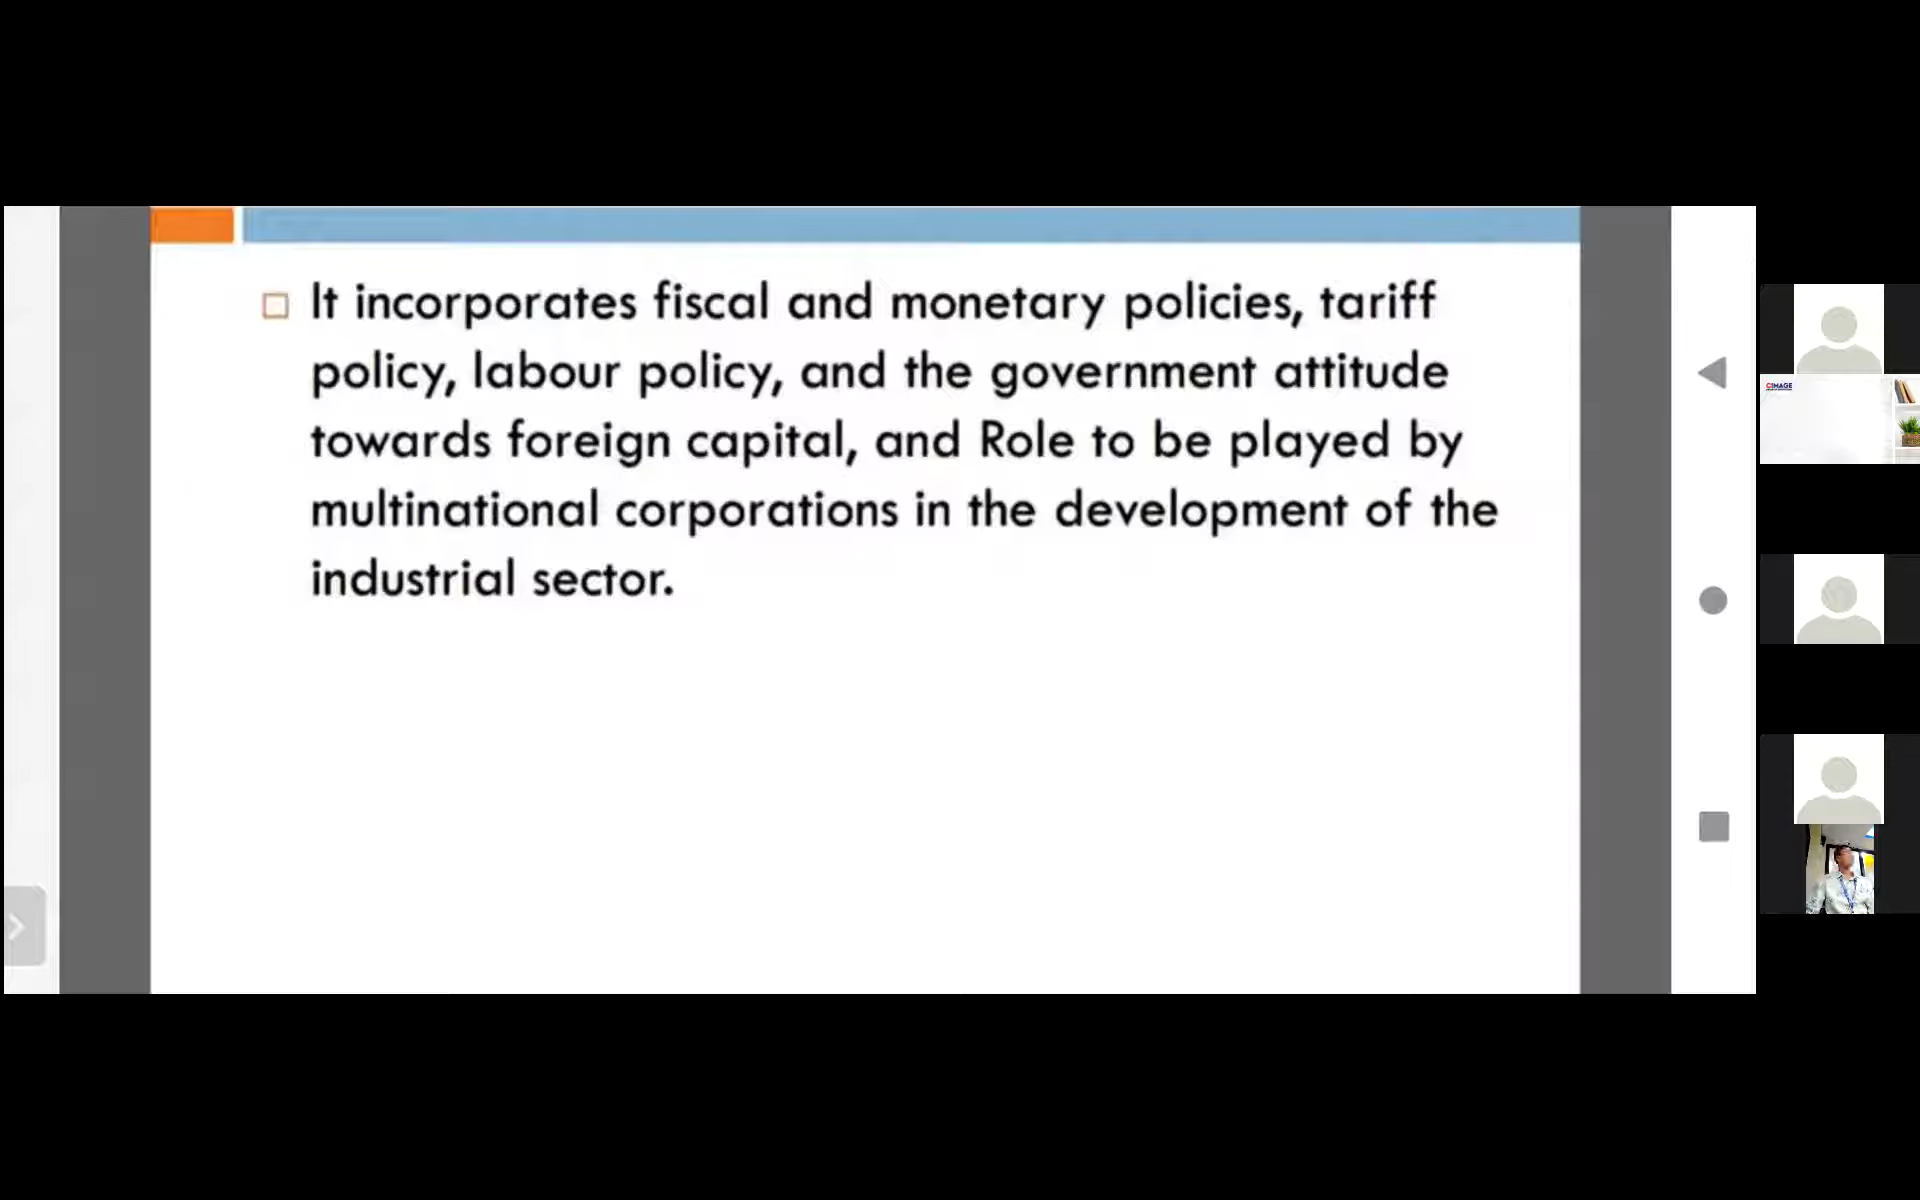 It incorporates fiscal and monetary policies, tariff
policy, labour policy, and the government attitude
towards foreign capital, and Role to be played by
multinational corporations in the development of the
industrial sector.
CIMAGE